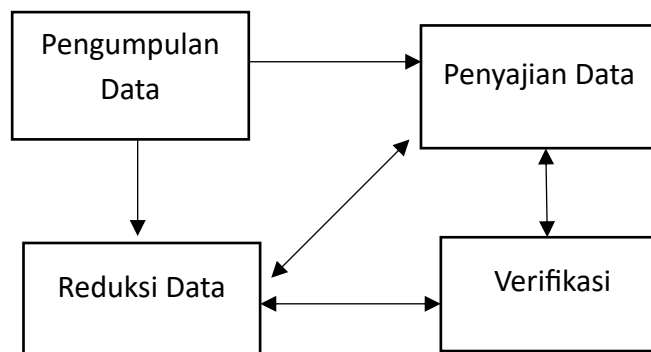 Pengumpulan
Data
Penyajian Data
Reduksi Data
Verifikasi